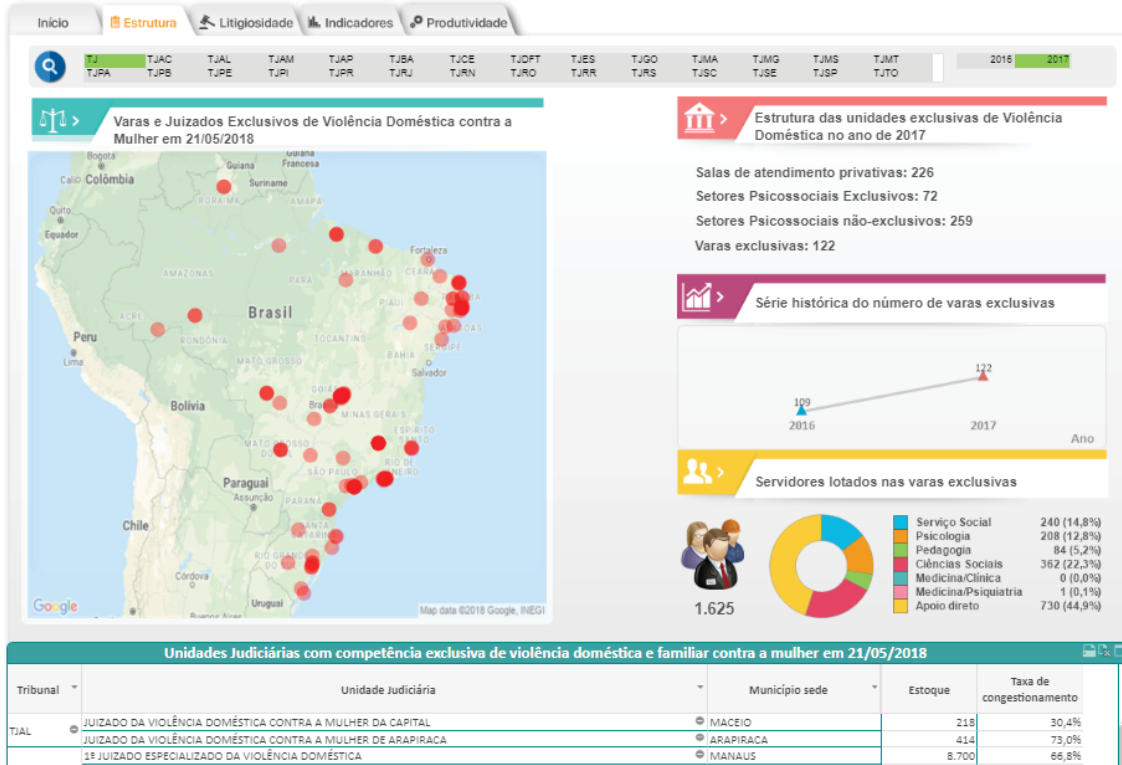 Início
Estrutura
Litigiosidade
Indicadores
Produtividade
TJ TJAC TJAL TJAM TJAP TJBA TJCE TJDFT TJES TJGO TJMA TJMG TJMS TJMT
TJPA TJPB TJPE TJPI TJPR TJRJ TJRN TJRO TJRR TJRS TJSC TJSE TJSP TJTO
2016 2017
Varas e Juizados Exclusivos de Violência Doméstica contra a
Mulher em 21/05/2018
Bogota
Guiana
Guiana
Francesa
Cali
Colômbia
Suriname
RORAIMA
AMAPÁ
Quito
Equador
Fortaleza
AMAZONAS
PARÁ
MARANHÃO
CEARÁ
PIAUÍ
ACRE
Brasil
Peru
RONDÔNIA
TOCANTINS
SERGIPE
Lima
MATO GROSSO
BAHIA
Salvador
GOIÁS
Bolívia
MINAS GERAIS
ESPÍRITO
SANTO
MATO GROSSO
DO SUL
SÃO PAULO
RIO DE
JANEIRO
Paraguai
Assunção
PARANÁ
Chile
SANTA
CATARINA
RIO GRANDE
DO SUL
Córdova
Uruguai
Google
Buenos Aires
Map data ©2018 Google, INEGI
Estrutura das unidades exclusivas de Violência
Doméstica no ano de 2017
Salas de atendimento privativas: 226
Setores Psicossociais Exclusivos: 72
Setores Psicossociais não-exclusivos: 259
Varas exclusivas: 122
Série histórica do número de varas exclusivas
122
109
2016
2017
Ano
Servidores lotados nas varas exclusivas
1.625
Serviço Social 240 (14,8%)
Psicologia 208 (12,8%)
Pedagogia 84 (5,2%)
Ciências Sociais 362 (22,3%)
Medicina/Clínica 0 (0,0%)
Medicina/Psiquiatria 1 (0,1%)
Apoio direto 730 (44,9%)
Unidades Judiciárias com competência exclusiva de violência doméstica e familiar contra a mulher em 21/05/2018
Tribunal Unidade Judiciária Município sede Estoque Taxa de
congestionamento
TJAL JUIZADO DA VIOLÊNCIA DOMÉSTICA CONTRA A MULHER DA CAPITAL MACEIO 218 30,4%
JUIZADO DA VIOLÊNCIA DOMÉSTICA CONTRA A MULHER DE ARAPIRACA ARAPIRACA 414 73,0%
1º JUIZADO ESPECIALIZADO DA VIOLÊNCIA DOMÉSTICA MANAUS 8.700 66,8%